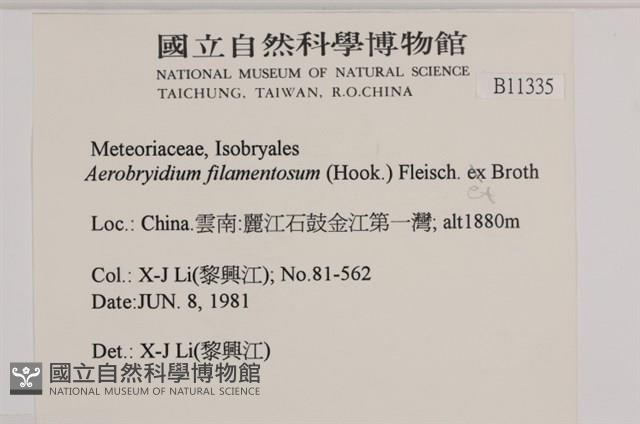 國立自然科學博物館
NATIONAL MUSEUM OF NATURAL SCIENCE
TAICHUNG, TAIWAN, R.O.CHINA
B11335
Meteoriaceae, Isobryales
Aerobryidium filamentosum (Hook.) Fleisch. ex Broth
Loc.: China.雲南:麗江石鼓金江第一灣; alt1880m
Col.: X-J Li(黎興江); No.81-562
Date:JUN. 8, 1981
Det.: X-J Li(黎興江)
國立自然科學博物館
NATIONAL MUSEUM OF NATURAL SCIENCE